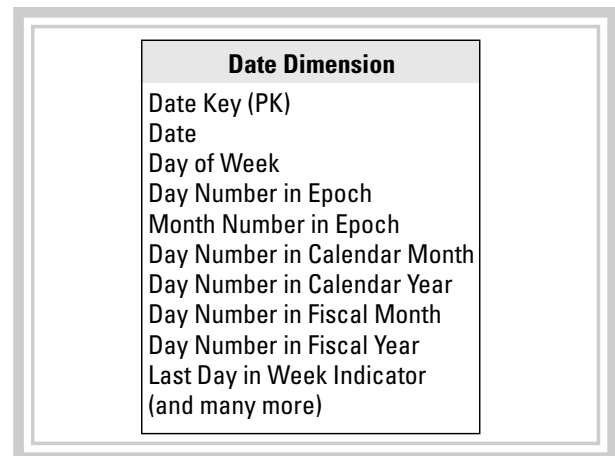 Date Dimension
Date Key (PK)
Date
Day of Week
Day Number in Epoch
Month Number in Epoch
Day Number in Calendar Month
Day Number in Calendar Year
Day Number in Fiscal Month
Day Number in Fiscal Year
Last Day in Week Indicator
(and many more)